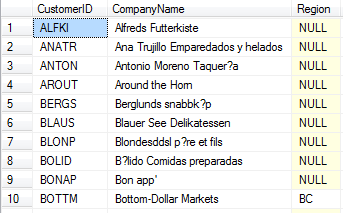 CustomerID CompanyName Region
1 ALFKI Alfreds Futterkiste NULL
2 ANATR Ana Trujillo Emparedados y helados NULL
3 ANTON Antonio Moreno Taquer?a NULL
4 AROUT Around the Horn NULL
5 BERGS Berglunds snabbk?p NULL
6 BLAUS Blauer See Delikatessen NULL
7 BLONP Blondesddsl p?re et fils NULL
8 BOLID B?lido Comidas preparadas NULL
9 BONAP Bon app' NULL
10 BOTTM Bottom-Dollar Markets BC